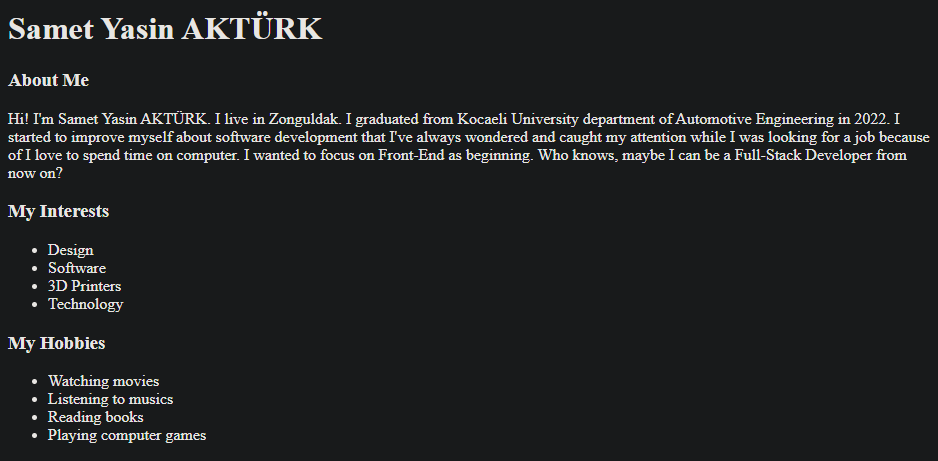 Samet Yasin AKTÜRK
About Me
Hi! I'm Samet Yasin AKTÜRK. I live in Zonguldak. I graduated from Kocaeli University department of Automotive Engineering in 2022. I
started to improve myself about software development that I've always wondered and caught my attention while I was looking for a job because
of I love to spend time on computer. I wanted to focus on Front-End as beginning. Who knows, maybe I can be a Full-Stack Developer from
now on?
My Interests
• Design
• Software
• 3D Printers
• Technology
My Hobbies
• Watching movies
• Listening to musics
• Reading books
• Playing computer games